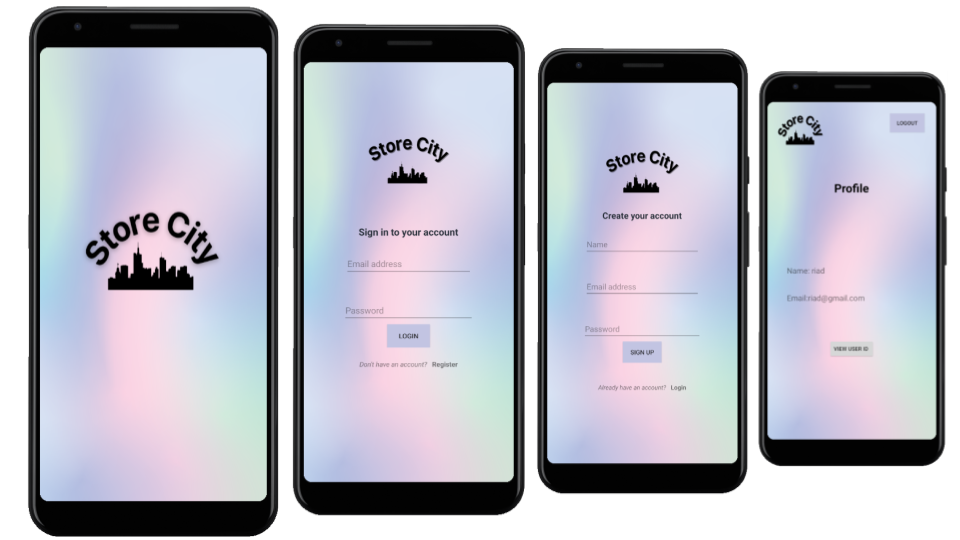 Store City
Store City
Sign in to your account
Email address
Password
LOGIN
Don't have an account? Register
Store City
Create your account
Name
Email address
Password
SIGN UP
Already have an account? Login
Store City
LOGOUT
Profile
Name: riad
Email:riad@gmail.com
VIEW USER ID